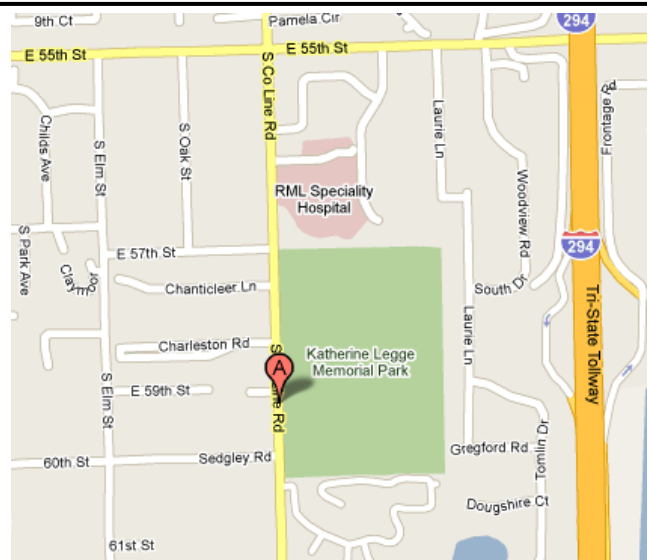 9th Ct
Pamela Cir
294
E 55th St
E 55th St
S Co Line Rd
Childs Ave
S Elm St
S Oak St
Laurie Ln
Woodview Rd
Frontage Rd
RML Speciality
Hospital
S Park Ave
E 57th St
294
Chanticleer Ln
South Dr
Tri-State Tollway
Laurie Ln
Charleston Rd
Katherine Legge
Memorial Park
A
S Elm St
E 59th St
60th St
Sedgley Rd
Gregford Rd
Tomlin Dr
Dougshire Ct
61st St